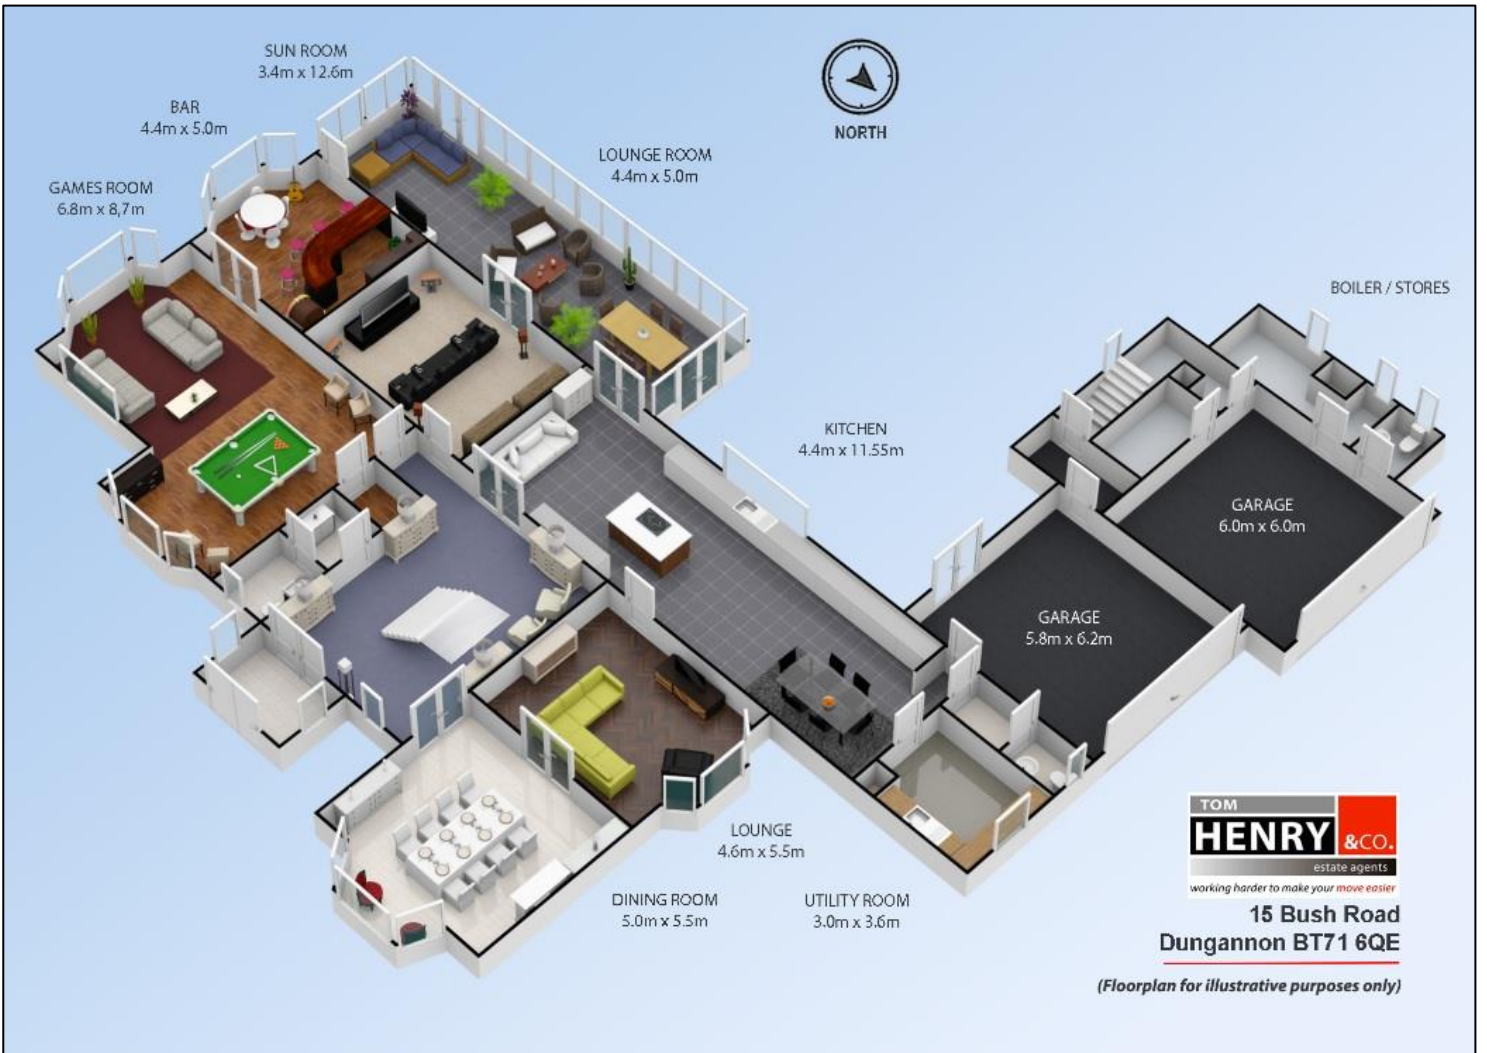 SUN ROOM
3.4m x 12.6m
BAR
4.4m x 5.0m
GAMES ROOM
6.8m x 8,7m
NORTH
LOUNGE ROOM
4.4m x 5.0m
BOILER / STORES
KITCHEN
4.4m x 11.55m
GARAGE
6.0m x 6.0m
GARAGE
5.8m x 6.2m
LOUNGE
4.6m x 5.5m
DINING ROOM
5.0m x 5.5m
UTILITY ROOM
3.0m x 3.6m
TOM
HENRY &CO.
estate agents
working harder to make your move easier
15 Bush Road
Dungannon BT71 6QE
(Floorplan for illustrative purposes only)